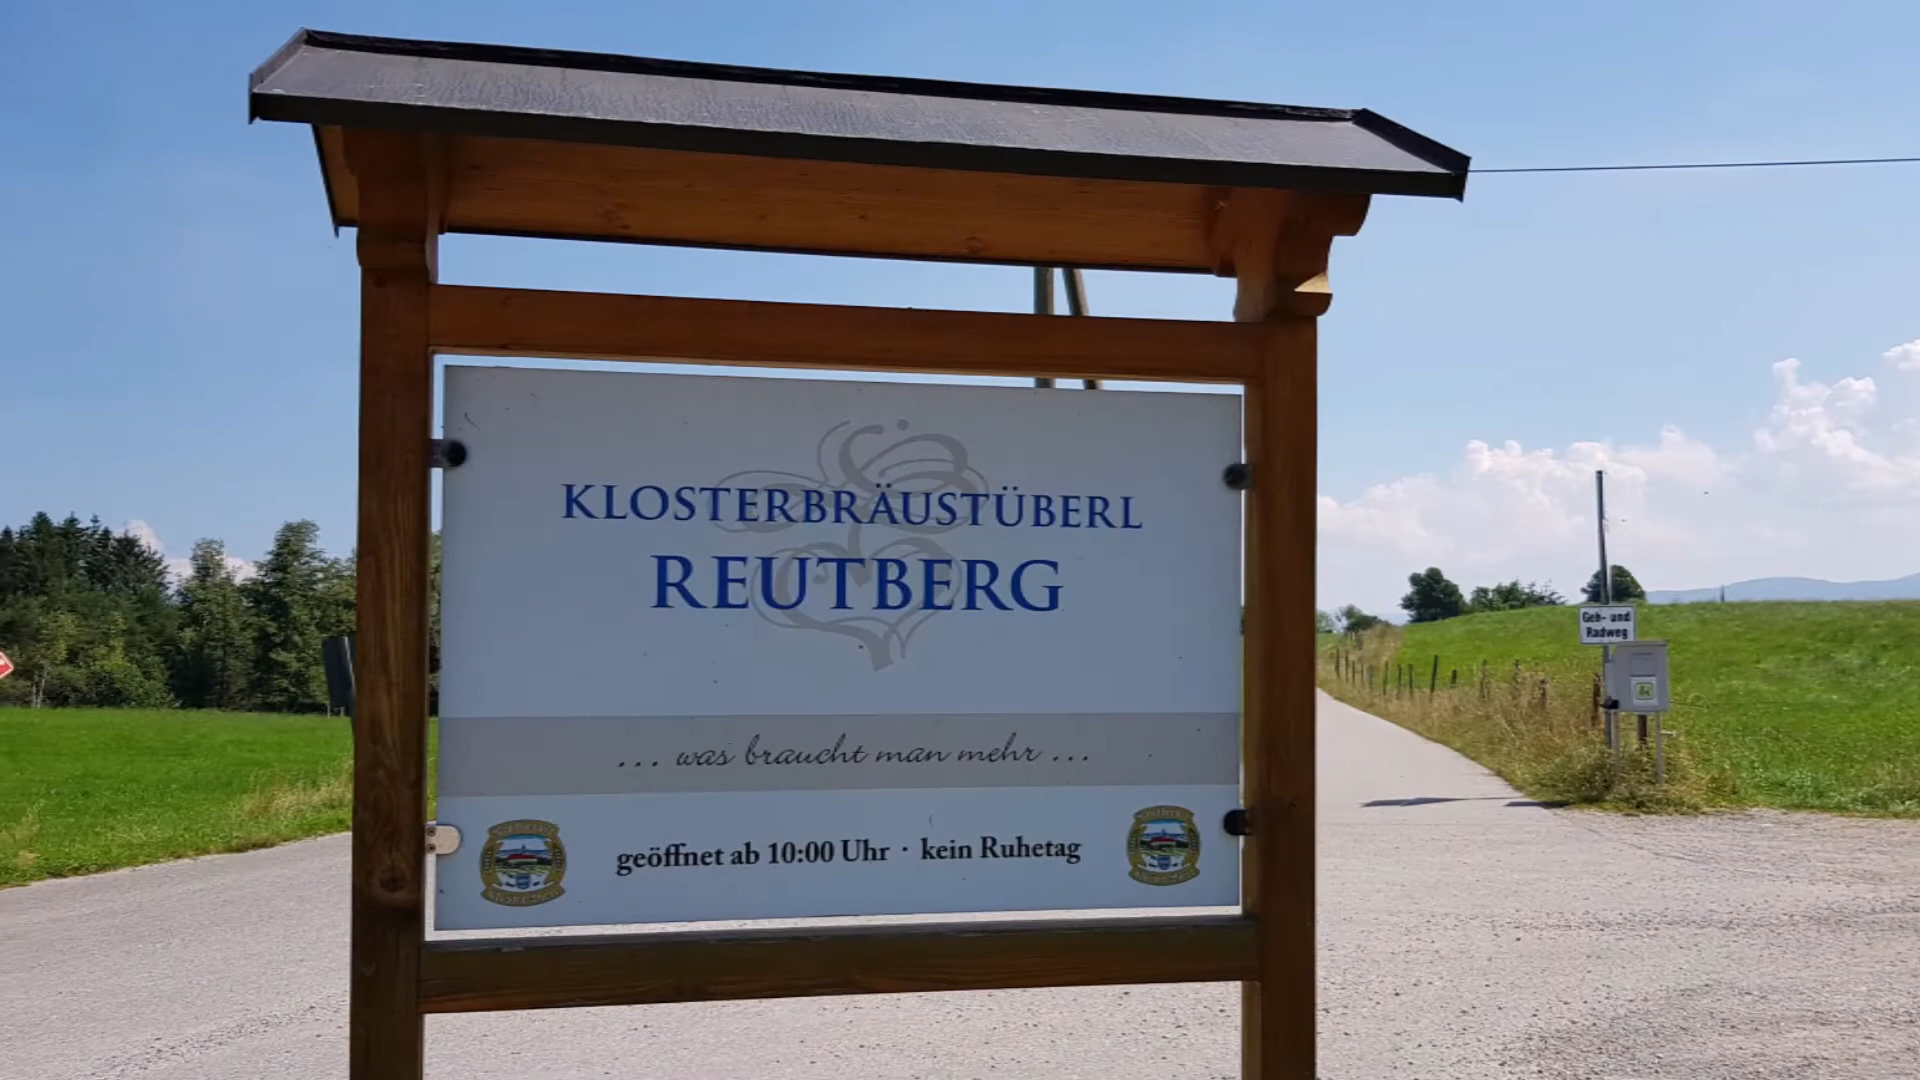 KLOSTERBRÄUSTÜBERL
REUTBERG
... was braucht man mehr ...
geöffnet ab 10:00 Uhr · kein Ruhetag
Geh- und
Radweg